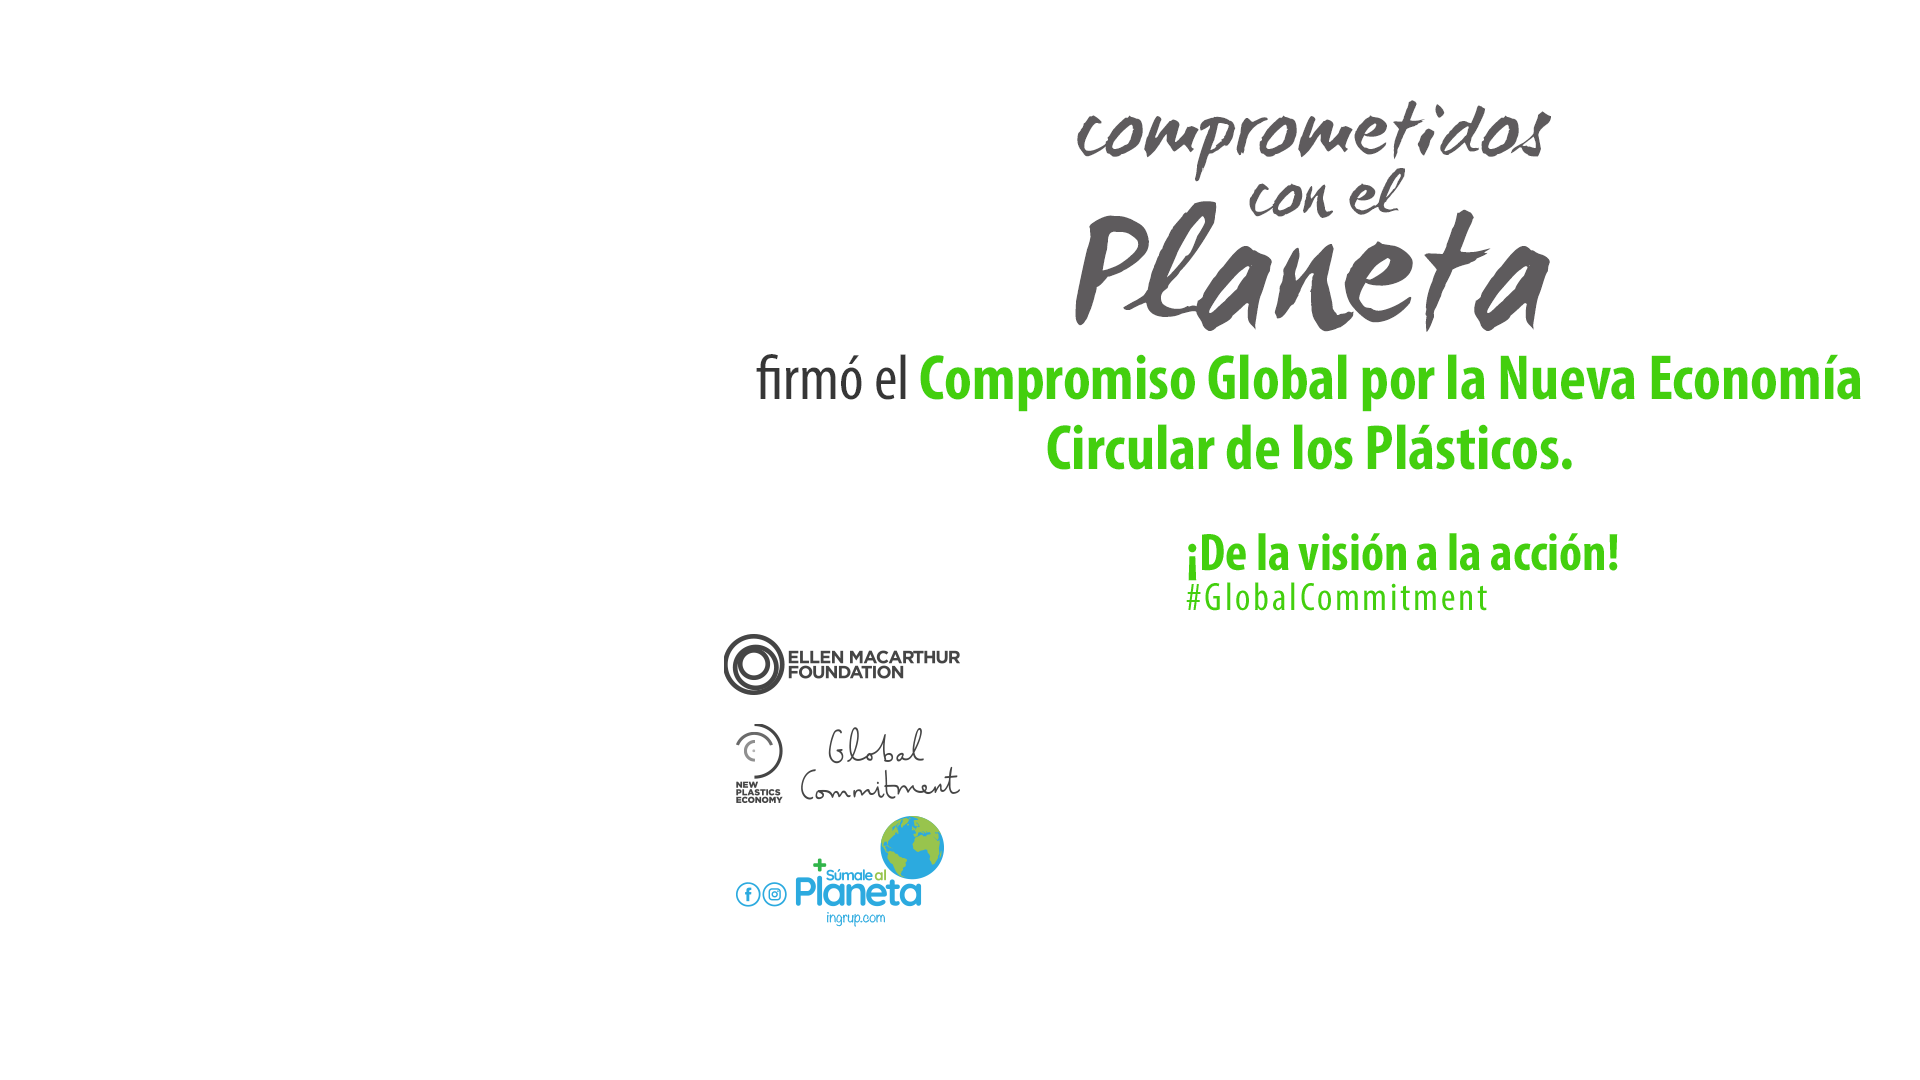 comprometidos
con el
Planeta
firmó el Compromiso Global por la Nueva Economía
Circular de los Plásticos.
¡De la visión a la acción!
#GlobalCommitment
ELLEN MACARTHUR
FOUNDATION
NEW
PLASTICS
ECONOMY
Global
Commitment
+
Súmale al
Planeta
ingrup.com